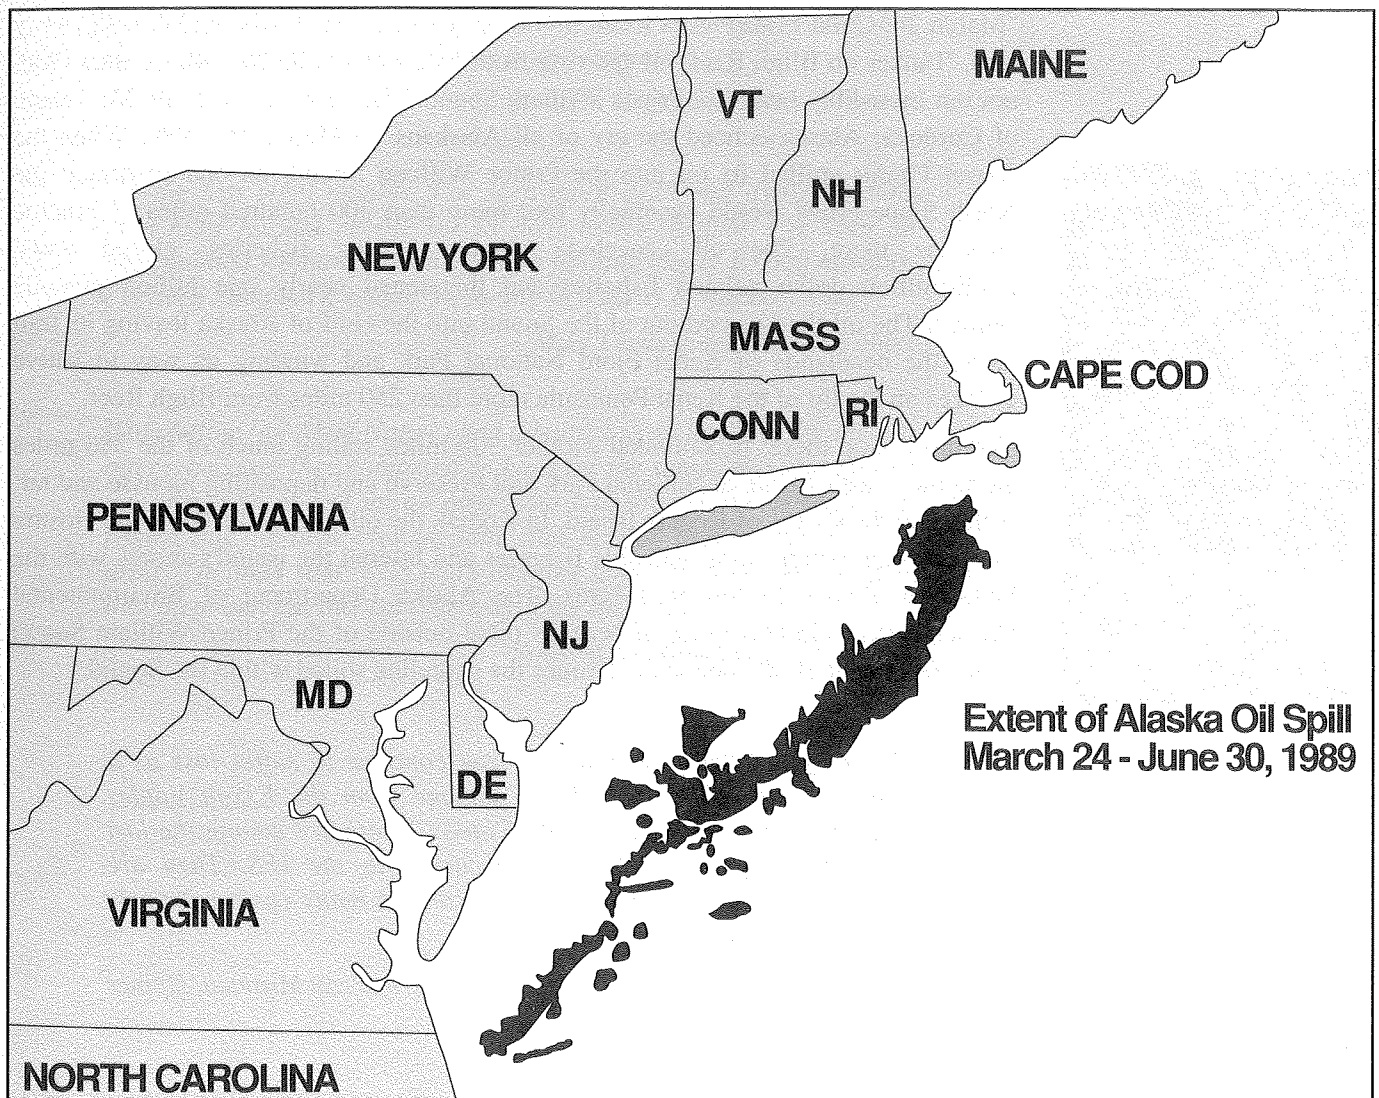 MAINE
VT
NH
NEW YORK
MASS
CAPE COD
CONN
RI
PENNSYLVANIA
NJ
MD
Extent of Alaska Oil Spill
March 24 - June 30, 1989
DE
VIRGINIA
NORTH CAROLINA